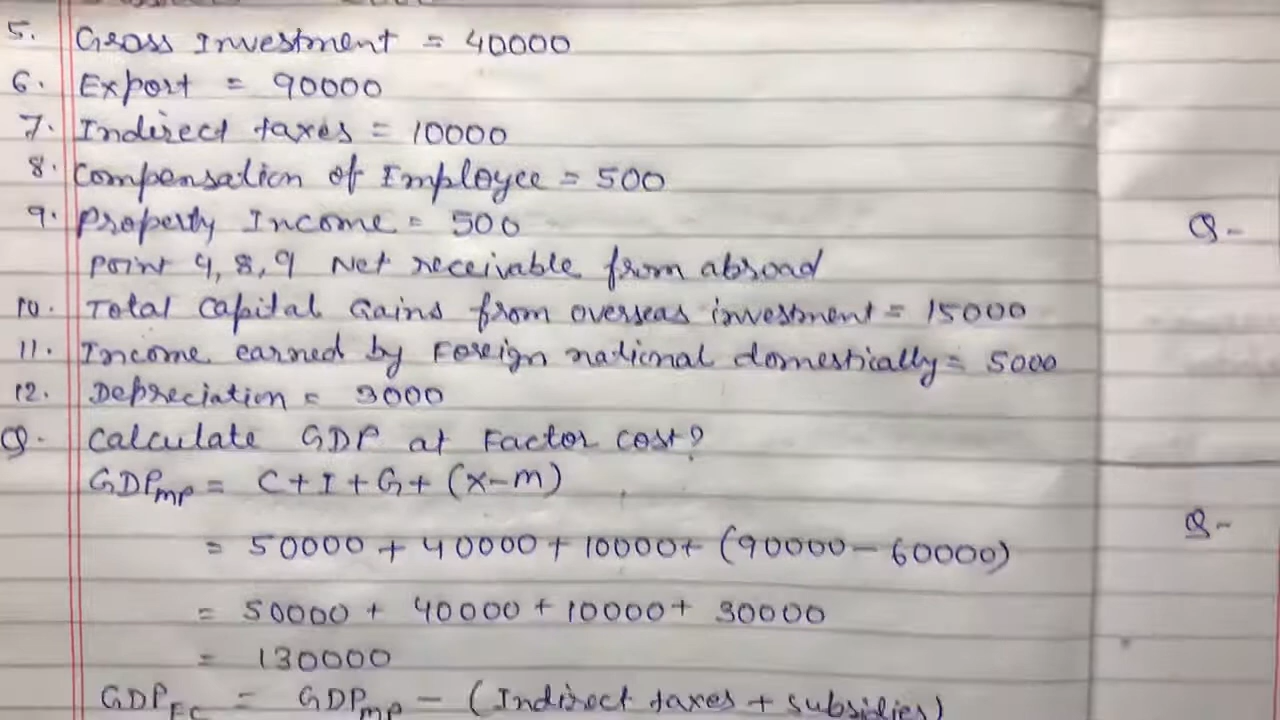 5. Gross Investment = 40000
6. Export = 90000
7. Indirect taxes = 10000
8. Compensation of Employee = 500
9. Property Income = 500
Point 4, 8, 9 Net receivable from abroad
Q-
10. Total Capital Gains from overseas investment = 15000
11. Income earned by Foreign national domestically = 5000
12. Depreciation = 3000
Q. Calculate GDP at Factor cost?
GDPMP = C+I+G+(X-M)
Q-
= 50000 + 40000 + 10000+ (90000 - 60000)
= 50000 + 40000 + 10000 + 30000
= 130000
GDPFC = GDPMP - (Indirect taxes + subsidies)